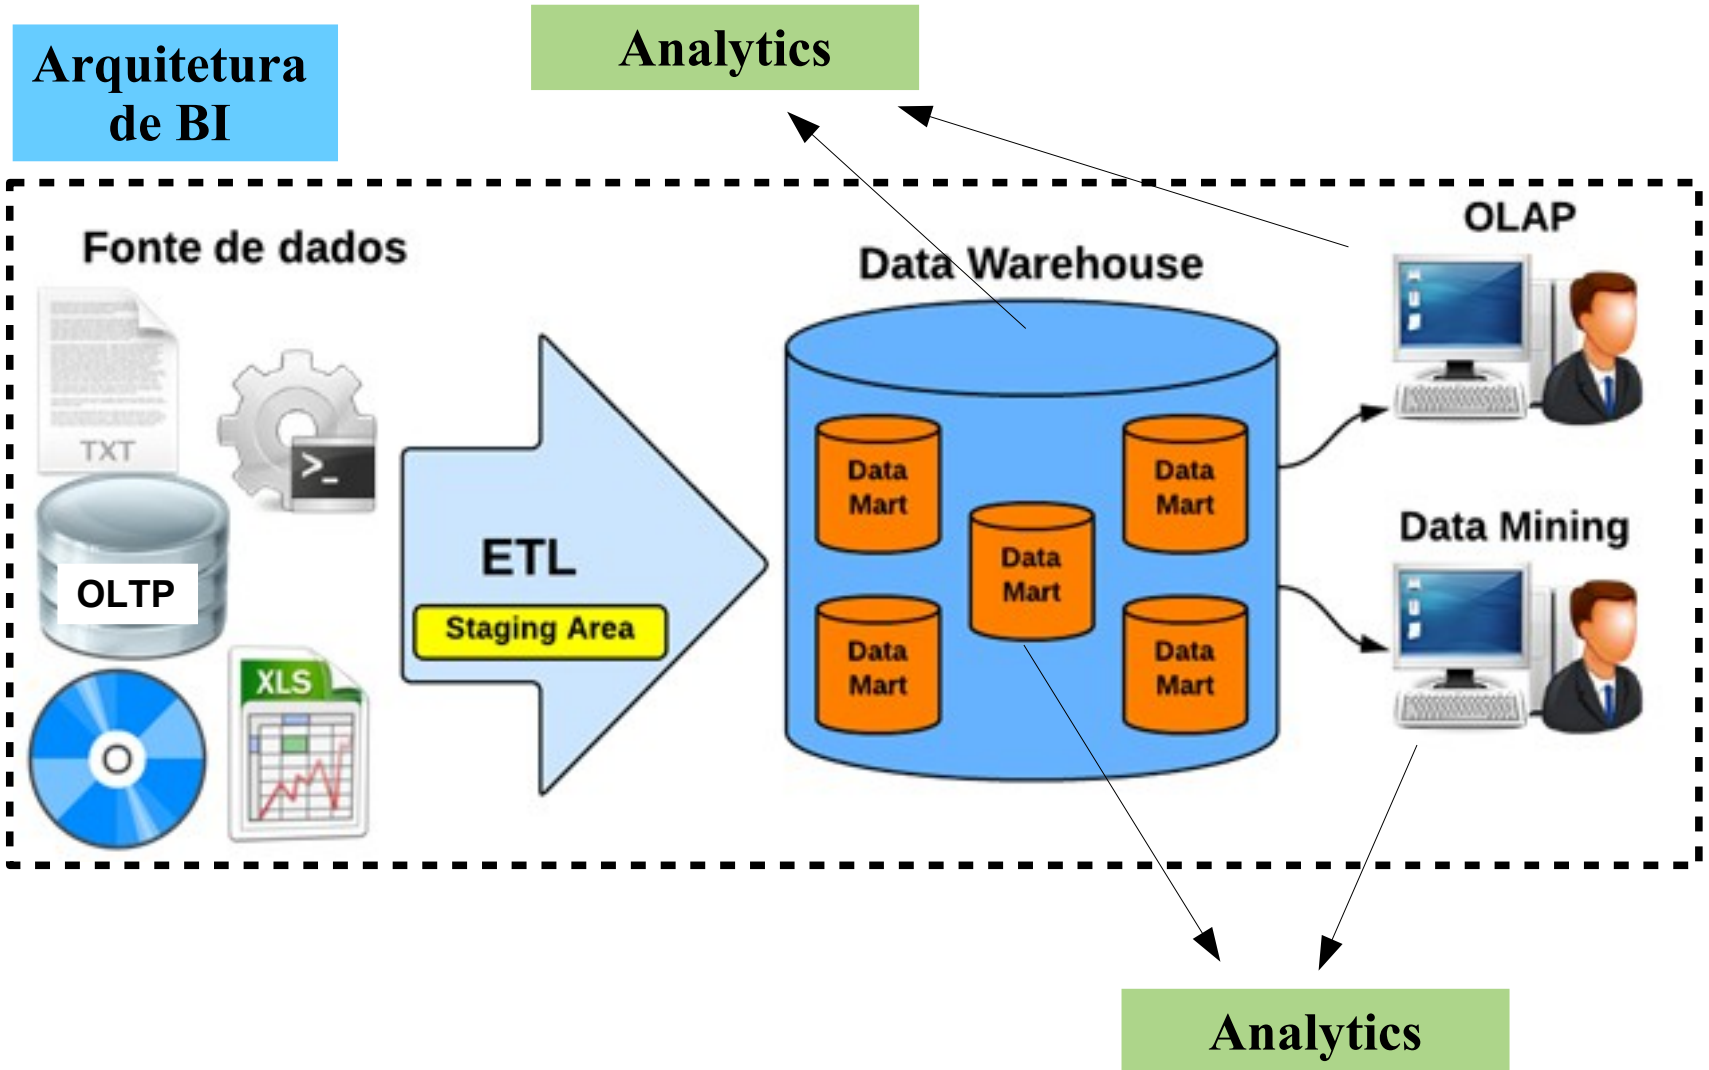 Arquitetura
de BI
Analytics
Fonte de dados
TXT
>_
OLTP
XLS
ETL
Staging Area
Data Warehouse
Data
Mart
Data
Mart
Data
Mart
Data
Mart
Data
Mart
OLAP
Data Mining
Analytics